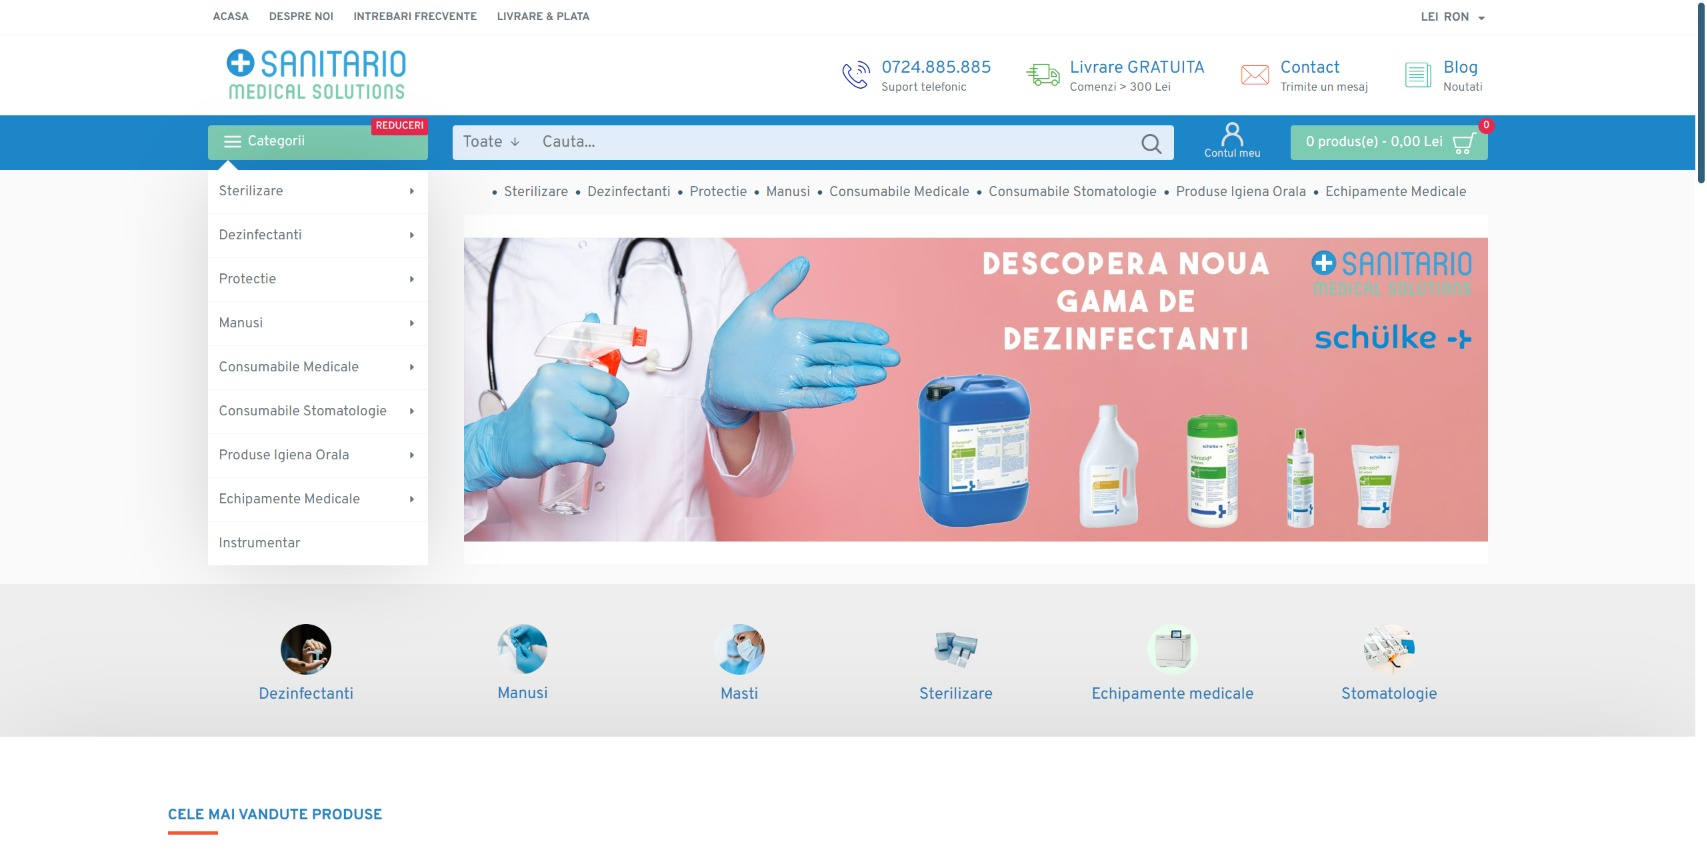 ACASA DESPRE NOI INTREBARI FRECVENTE LIVRARE & PLATA LEI RON
SANITARIO
MEDICAL SOLUTIONS
0724.885.885 Livrare GRATUITA Contact Blog
Suport telefonic Comenzi > 300 Lei Trimite un mesaj Noutati
REDUCERI 0
Categorii Toate Cauta... 0 produs(e) - 0,00 Lei
Contul meu
Sterilizare
Dezinfectanti
Protectie
Manusi
Consumabile Medicale
Consumabile Stomatologie
Produse Igiena Orala
Echipamente Medicale
Instrumentar
• Sterilizare • Dezinfectanti • Protectie • Manusi • Consumabile Medicale • Consumabile Stomatologie • Produse Igiena Orala • Echipamente Medicale
DESCOPERA NOUA
GAMA DE
DEZINFECTANTI
SANITARIO
MEDICAL SOLUTIONS
schülke
Dezinfectanti Manusi Masti Sterilizare Echipamente medicale Stomatologie
CELE MAI VANDUTE PRODUSE